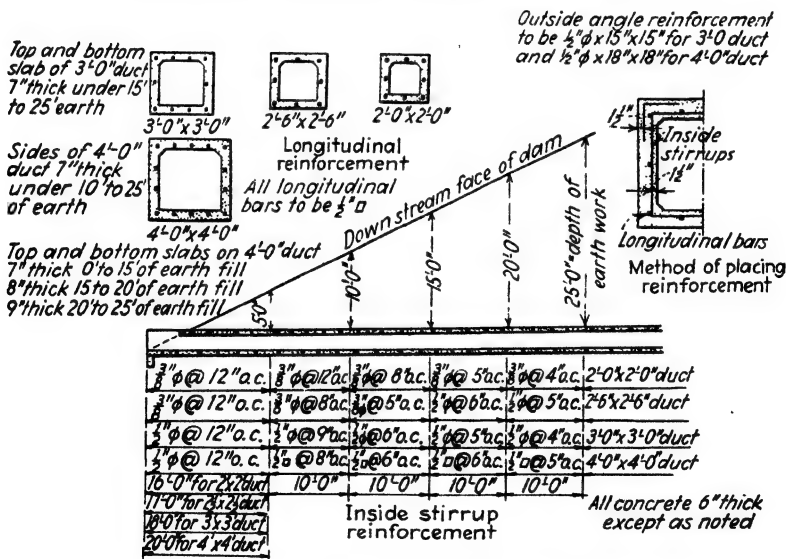 Outside angle reinforcement
to be ½"φ x 15" x 15" for 3'-0 duct
and ½"φ x 18" x 18" for 4'-0" duct
Top and bottom
slab of 3'-0" duct
7" thick under 15'
to 25' earth
3'-0" x 3'-0"
2'-6" x 2'-6"
2'-0" x 2'-0"
Longitudinal
reinforcement
All longitudinal
bars to be ½"□
Sides of 4'-0"
duct 7" thick
under 10' to 25'
of earth
4'-0" x 4'-0"
Top and bottom slabs on 4'-0" duct
7" thick 0' to 15' of earth fill
8" thick 15 to 20' of earth fill
9" thick 20' to 25' of earth fill
Down stream face of dam
5'0
10'-0"
15'-0"
20'-0"
25'-0" = depth of
earth work
1½"
Inside
stirrups
1½"
Longitudinal bars
Method of placing
reinforcement
⅜"φ@ 12" o.c. ⅜"φ@12"o.c. ⅜"φ@ 8"o.c. ⅜"φ@ 5"o.c. ⅜"φ@ 4"o.c. 2'-0" x 2'-0" duct
⅜"φ@ 12" o.c. ⅜"φ@8"o.c. ⅜"φ@5"o.c. ½"φ@6"o.c. ½"φ@ 5"o.c. 2'-6" x 2'-6" duct
½"φ@ 12" o.c. ½"φ@9"o.c. ½"φ@6"o.c. ½"φ@5"o.c. ½"φ@4"o.c. 3'-0" x 3'-0" duct
½"φ@ 12" o.c. ½"□@ 8"o.c. ½"□@6"o.c. ½"□@6"o.c. ½"□@5"o.c. 4'-0" x 4'-0" duct
16'-0" for 2'x2' duct 10'-0" 10'-0" 10'-0" 10'-0"
17'-0" for 2½'x2½' duct
18'-0" for 3'x3' duct
20'-0" for 4'x4' duct
Inside stirrup
reinforcement
All concrete 6" thick
except as noted